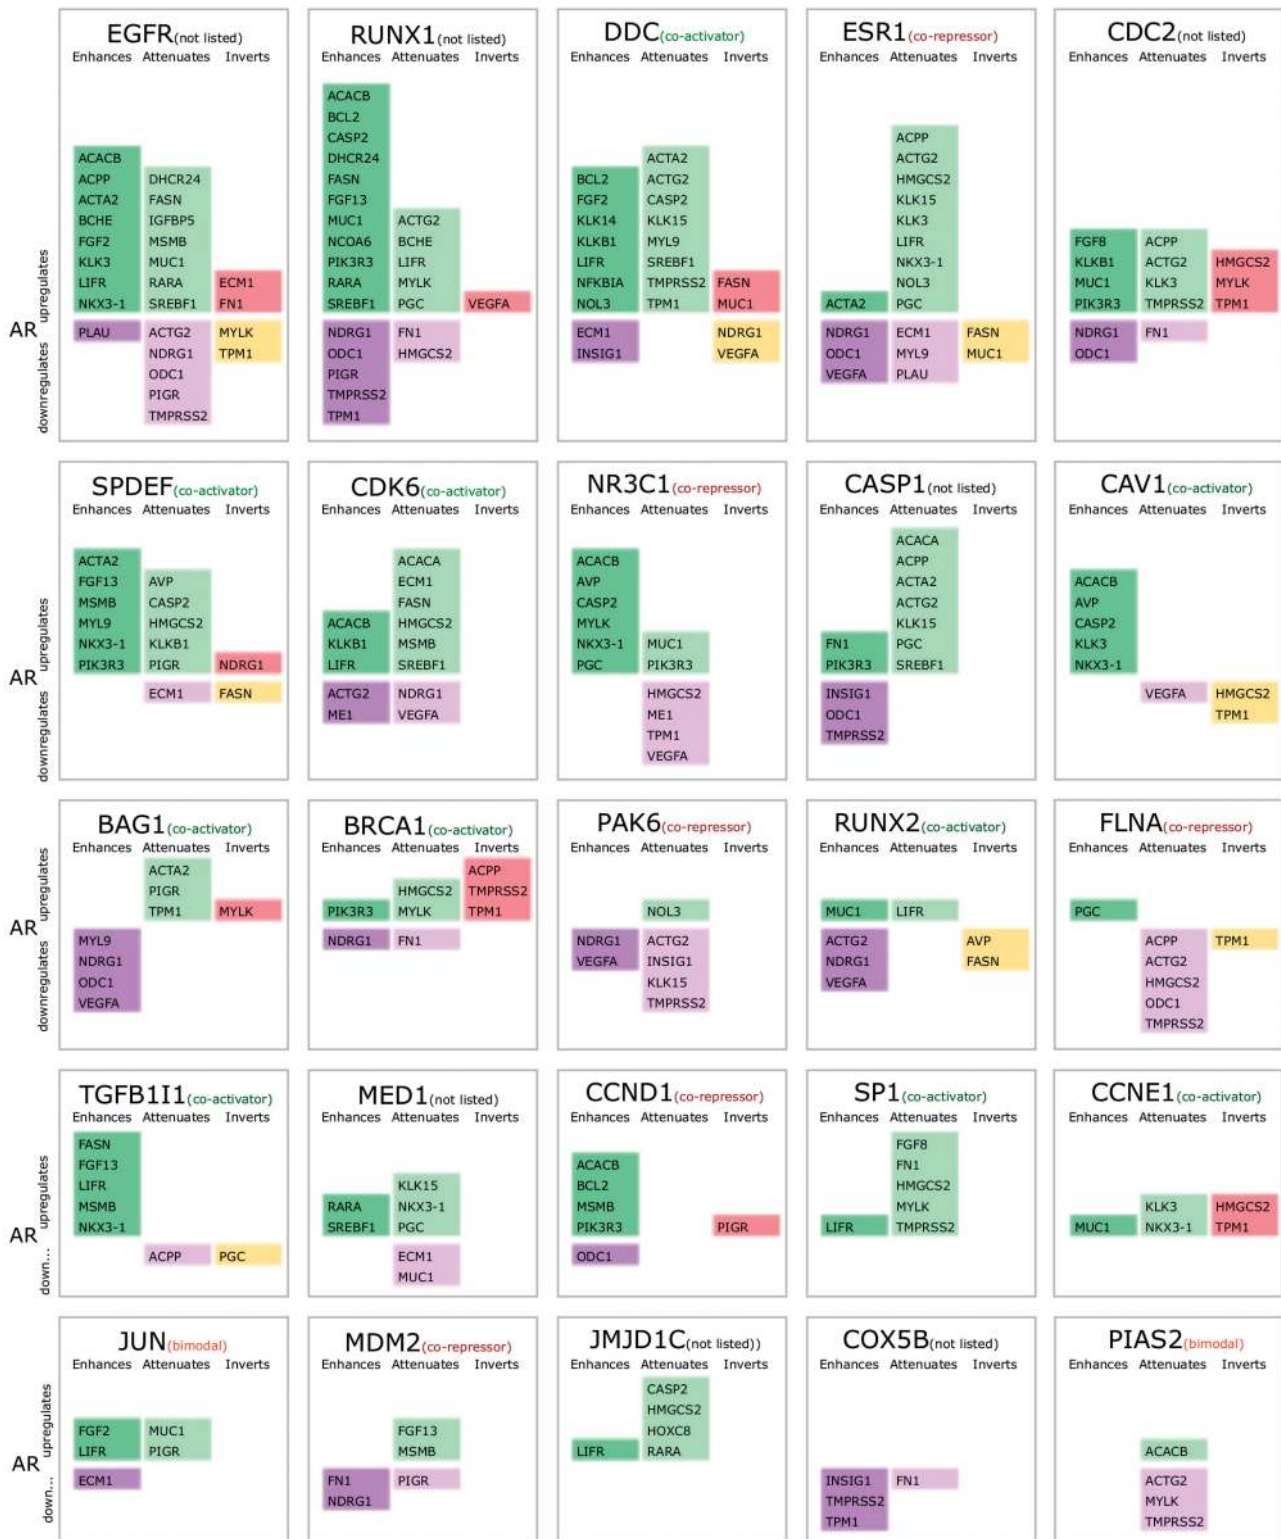 EGFR(not listed)
Enhances Attenuates Inverts
ACACB
ACPP
ACTA2
BCHE
FGF2
KLK3
LIFR
NKX3-1
PLAU
DHCR24
FASN
IGFBP5
MSMB
MUC1
RARA
SREBF1
ACTG2
NDRG1
ODC1
PIGR
TMPRSS2
ECM1
FN1
MYLK
TPM1
RUNX1(not listed)
Enhances Attenuates Inverts
ACACB
BCL2
CASP2
DHCR24
FASN
FGF13
MUC1
NCOA6
PIK3R3
RARA
SREBF1
NDRG1
ODC1
PIGR
TMPRSS2
TPM1
ACTG2
BCHE
LIFR
MYLK
PGC
FN1
HMGCS2
VEGFA
DDC(co-activator)
Enhances Attenuates Inverts
BCL2
FGF2
KLK14
KLKB1
LIFR
NFKBIA
NOL3
ECM1
INSIG1
ACTA2
ACTG2
CASP2
KLK15
MYL9
SREBF1
TMPRSS2
TPM1
FASN
MUC1
NDRG1
VEGFA
ESR1(co-repressor)
Enhances Attenuates Inverts
ACTA2
NDRG1
ODC1
VEGFA
ACPP
ACTG2
HMGCS2
KLK15
KLK3
LIFR
NKX3-1
NOL3
PGC
ECM1
MYL9
PLAU
FASN
MUC1
CDC2(not listed)
Enhances Attenuates Inverts
FGF8
KLKB1
MUC1
PIK3R3
NDRG1
ODC1
ACPP
ACTG2
KLK3
TMPRSS2
FN1
HMGCS2
MYLK
TPM1
AR
upregulates
downregulates
SPDEF(co-activator)
Enhances Attenuates Inverts
ACTA2
FGF13
MSMB
MYL9
NKX3-1
PIK3R3
AVP
CASP2
HMGCS2
KLKB1
PIGR
ECM1
NDRG1
FASN
CDK6(co-activator)
Enhances Attenuates Inverts
ACACB
KLKB1
LIFR
ACTG2
ME1
ACACA
ECM1
FASN
HMGCS2
MSMB
SREBF1
NDRG1
VEGFA
NR3C1(co-repressor)
Enhances Attenuates Inverts
ACACB
AVP
CASP2
MYLK
NKX3-1
PGC
MUC1
PIK3R3
HMGCS2
ME1
TPM1
VEGFA
CASP1(not listed)
Enhances Attenuates Inverts
FN1
PIK3R3
INSIG1
ODC1
TMPRSS2
ACACA
ACPP
ACTA2
ACTG2
KLK15
PGC
SREBF1
CAV1(co-activator)
Enhances Attenuates Inverts
ACACB
AVP
CASP2
KLK3
NKX3-1
VEGFA
HMGCS2
TPM1
AR
upregulates
downregulates
BAG1(co-activator)
Enhances Attenuates Inverts
MYL9
NDRG1
ODC1
VEGFA
ACTA2
PIGR
TPM1
MYLK
BRCA1(co-activator)
Enhances Attenuates Inverts
PIK3R3
NDRG1
HMGCS2
MYLK
FN1
ACPP
TMPRSS2
TPM1
PAK6(co-repressor)
Enhances Attenuates Inverts
NDRG1
VEGFA
NOL3
ACTG2
INSIG1
KLK15
TMPRSS2
RUNX2(co-activator)
Enhances Attenuates Inverts
MUC1
ACTG2
NDRG1
VEGFA
LIFR
AVP
FASN
FLNA(co-repressor)
Enhances Attenuates Inverts
PGC
ACPP
ACTG2
HMGCS2
ODC1
TMPRSS2
TPM1
AR
upregulates
downregulates
TGFB1I1(co-activator)
Enhances Attenuates Inverts
FASN
FGF13
LIFR
MSMB
NKX3-1
ACPP
PGC
MED1(not listed)
Enhances Attenuates Inverts
RARA
SREBF1
KLK15
NKX3-1
PGC
ECM1
MUC1
CCND1(co-repressor)
Enhances Attenuates Inverts
ACACB
BCL2
MSMB
PIK3R3
ODC1
PIGR
SP1(co-activator)
Enhances Attenuates Inverts
LIFR
FGF8
FN1
HMGCS2
MYLK
TMPRSS2
CCNE1(co-activator)
Enhances Attenuates Inverts
MUC1
KLK3
NKX3-1
HMGCS2
TPM1
AR
upregulates
down...
JUN(bimodal)
Enhances Attenuates Inverts
FGF2
LIFR
ECM1
MUC1
PIGR
MDM2(co-repressor)
Enhances Attenuates Inverts
FN1
NDRG1
FGF13
MSMB
PIGR
JMJD1C(not listed))
Enhances Attenuates Inverts
LIFR
CASP2
HMGCS2
HOXC8
RARA
COX5B(not listed)
Enhances Attenuates Inverts
INSIG1
TMPRSS2
TPM1
FN1
PIAS2(bimodal)
Enhances Attenuates Inverts
ACACB
ACTG2
MYLK
TMPRSS2
AR
upregulates
down...